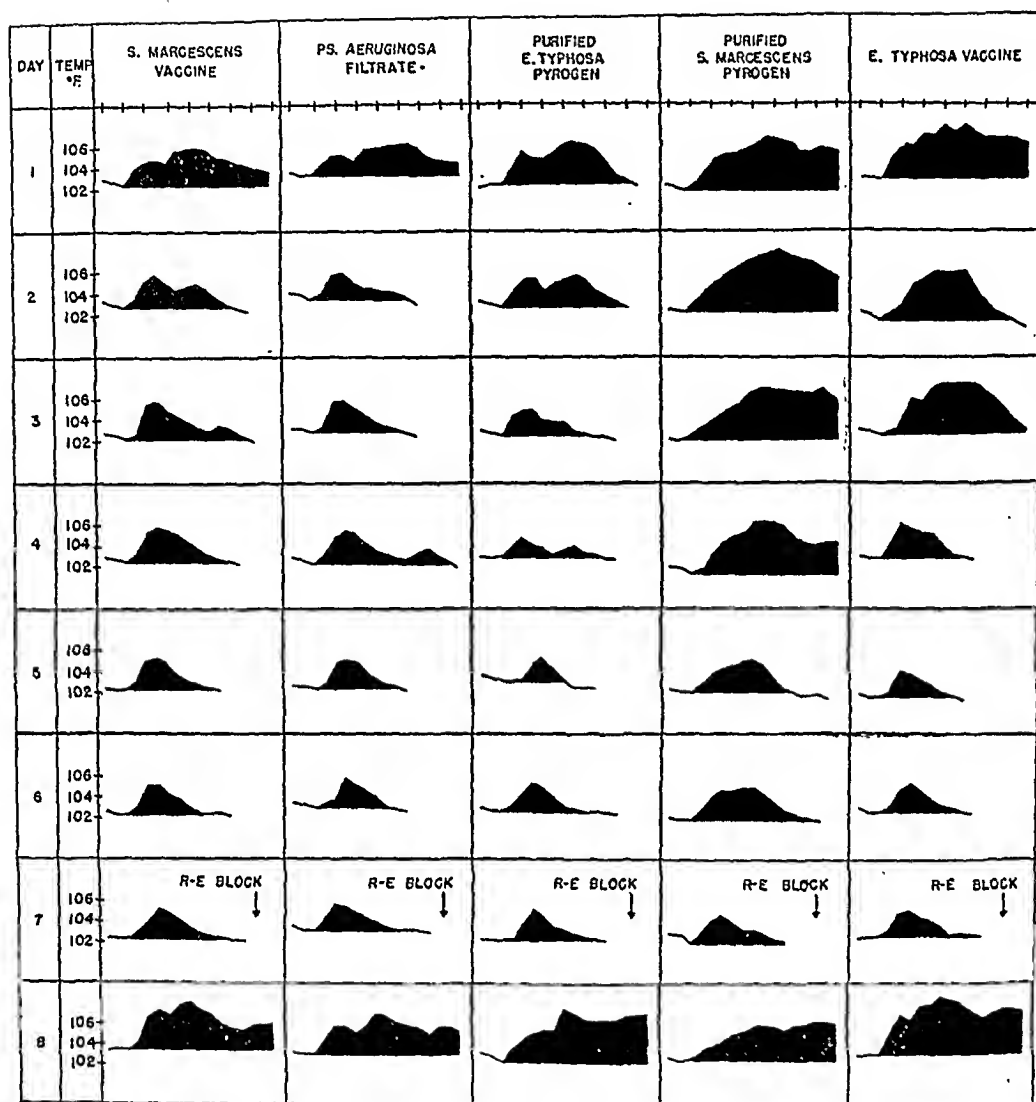 DAY
TEMP °F.
S. MARCESCENS
VACCINE
PS. AERUGINOSA
FILTRATE*
PURIFIED
E. TYPHOSA
PYROGEN
PURIFIED
S. MARCESCENS
PYROGEN
E. TYPHOSA VACCINE
1
106
104
102
2
106
104
102
3
106
104
102
4
106
104
102
5
106
104
102
6
106
104
102
7
106
104
102
R-E BLOCK
R-E BLOCK
R-E BLOCK
R-E BLOCK
R-E BLOCK
8
106
104
102